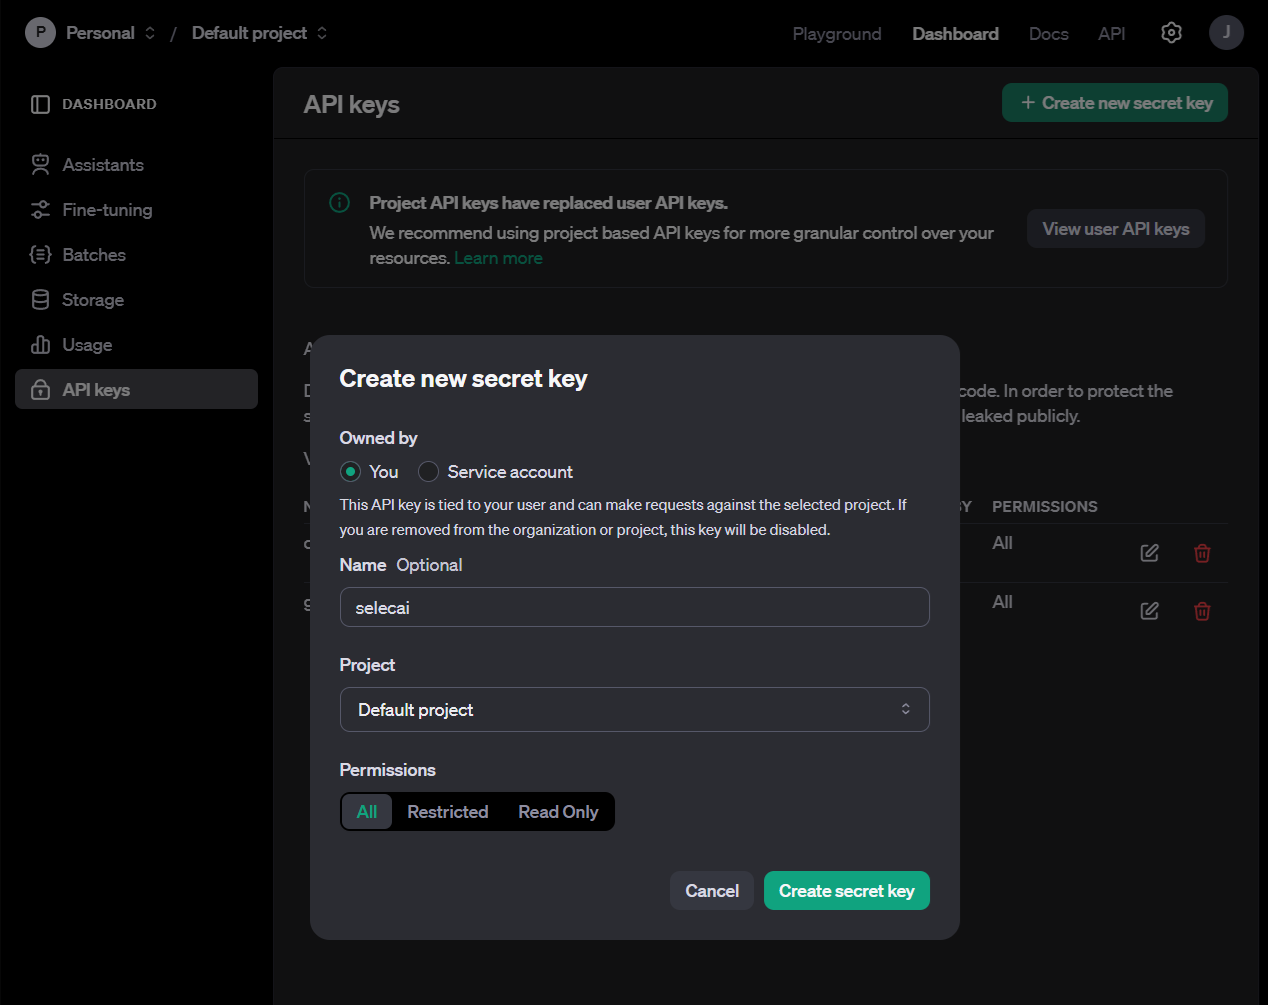 P Personal / Default project
Playground Dashboard Docs API J
DASHBOARD
Assistants
Fine-tuning
Batches
Storage
Usage
API keys
API keys
+ Create new secret key
Project API keys have replaced user API keys.
We recommend using project based API keys for more granular control over your
resources. Learn more
View user API keys
code. In order to protect the
leaked publicly.
PERMISSIONS
All
All
Create new secret key
Owned by
You Service account
This API key is tied to your user and can make requests against the selected project. If
you are removed from the organization or project, this key will be disabled.
Name Optional
selecai
Project
Default project
Permissions
All Restricted Read Only
Cancel Create secret key